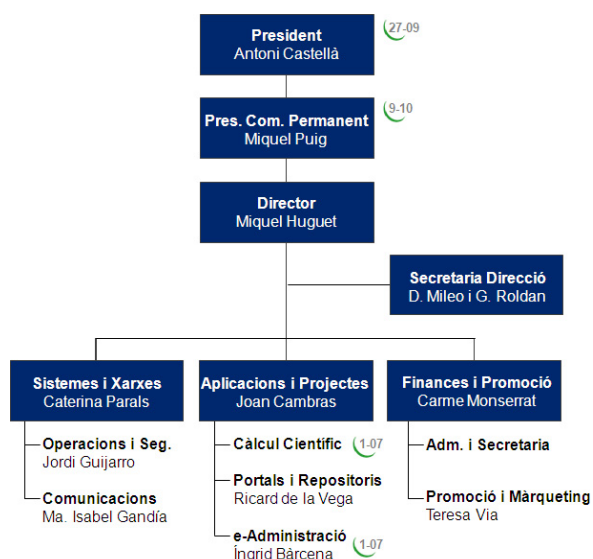 President
Antoni Castellà
27-09
Pres. Com. Permanent
Miquel Puig
9-10
Director
Miquel Huguet
Secretaria Direcció
D. Mileo i G. Roldan
Sistemes i Xarxes
Caterina Parals
Operacions i Seg.
Jordi Guijarro
Comunicacions
Ma. Isabel Gandía
Aplicacions i Projectes
Joan Cambras
Càlcul Científic
1-07
Portals i Repositoris
Ricard de la Vega
e-Administració
Íngrid Bárcena
1-07
Finances i Promoció
Carme Monserrat
Adm. i Secretaria
Promoció i Màrqueting
Teresa Via